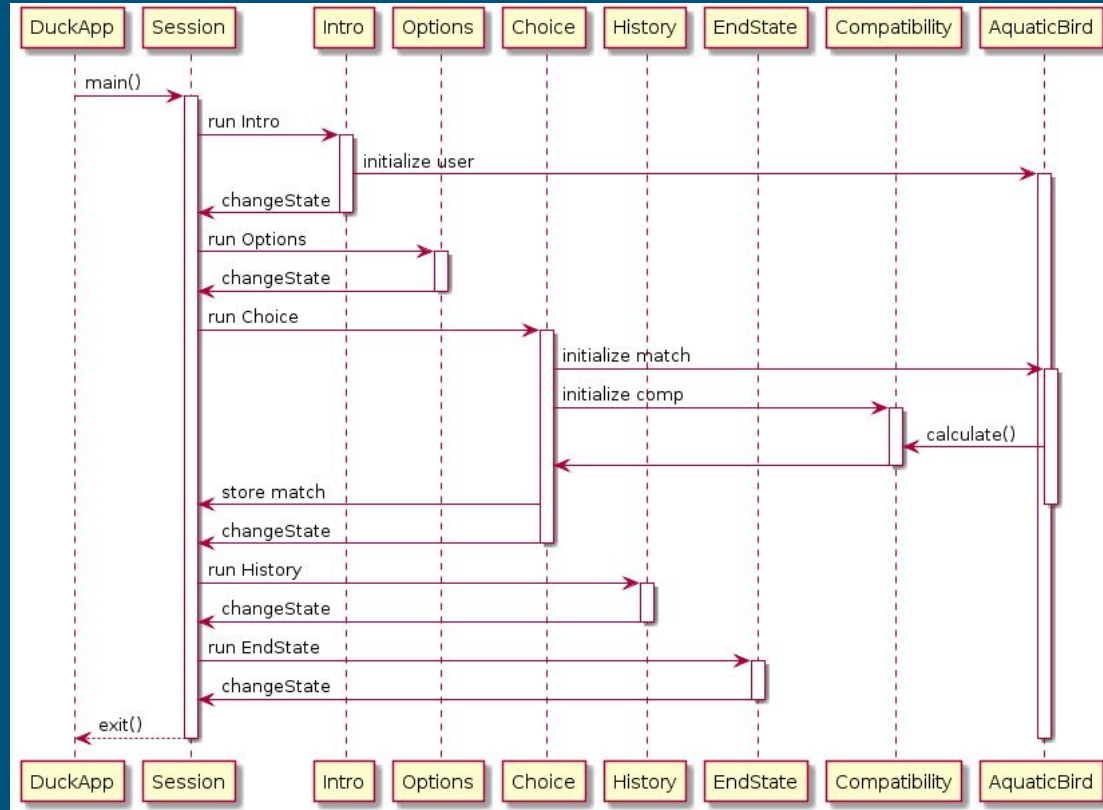 DuckApp Session Intro Options Choice History EndState Compatibility AquaticBird
main()
run Intro
initialize user
changeState
run Options
changeState
run Choice
initialize match
initialize comp
calculate()
store match
changeState
run History
changeState
run EndState
changeState
exit()
DuckApp Session Intro Options Choice History EndState Compatibility AquaticBird